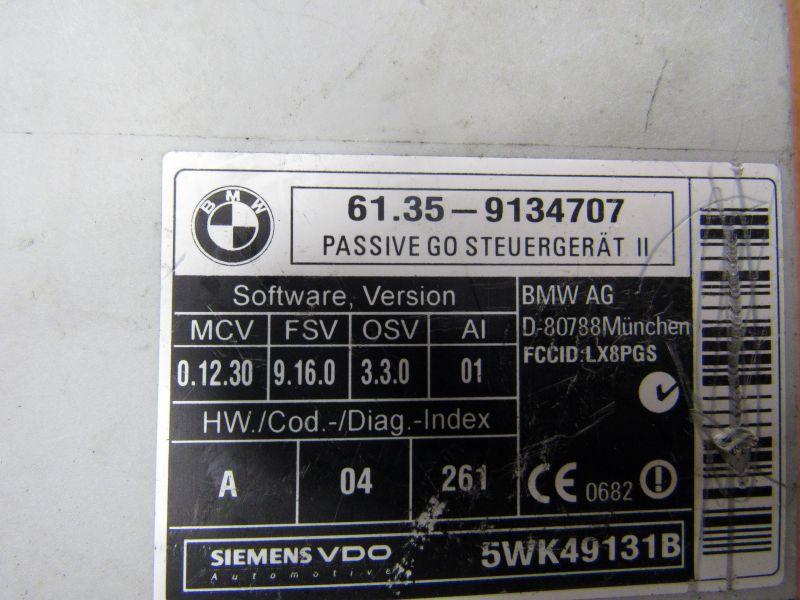 BMW
61.35-9134707
PASSIVE GO STEUERGERÄT II
Software, Version
MCV FSV OSV AI
0.12.30 9.16.0 3.3.0 01
HW./Cod.-/Diag.-Index
A 04 261
BMW AG
D-80788München
FCCID:LX8PGS
CE 0682
SIEMENS VDO
Automotive
5WK49131B